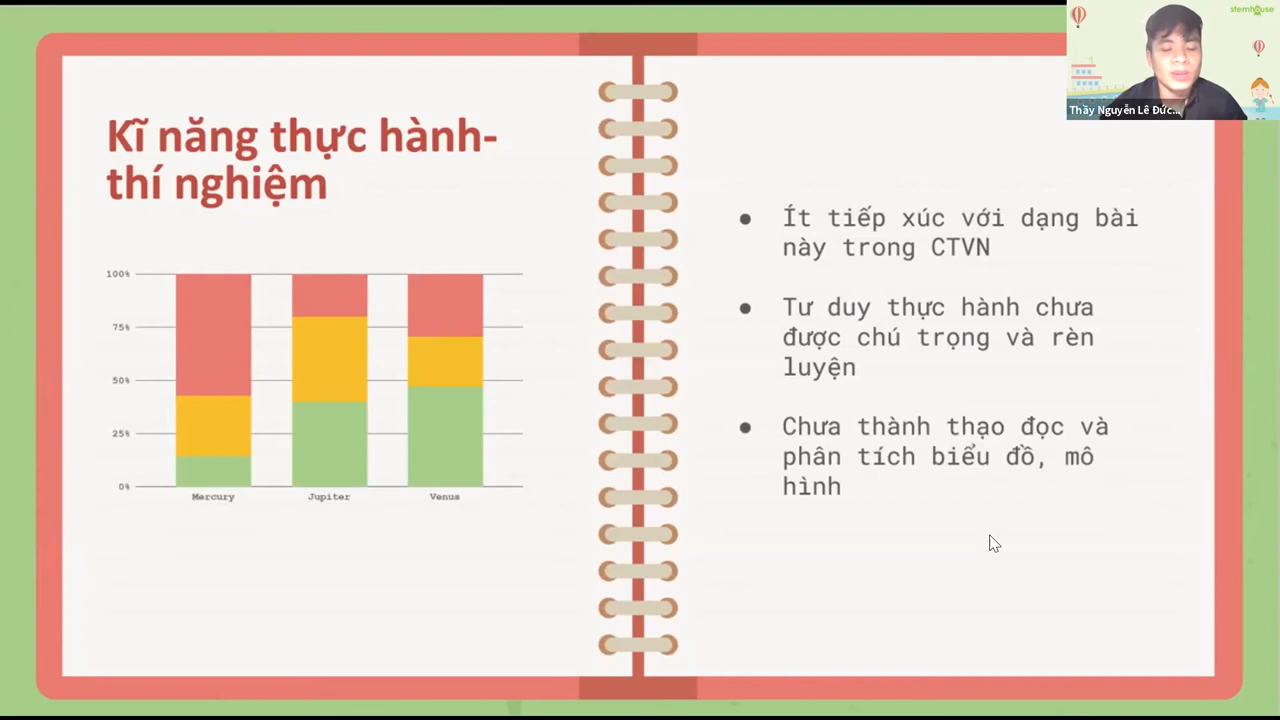 stemhouse
Thầy Nguyễn Lê Đức...
Kĩ năng thực hành-
thí nghiệm
100%
75%
50%
25%
0%
Mercury
Jupiter
Venus
● Ít tiếp xúc với dạng bài
này trong CTVN
● Tư duy thực hành chưa
được chú trọng và rèn
luyện
● Chưa thành thạo đọc và
phân tích biểu đồ, mô
hình